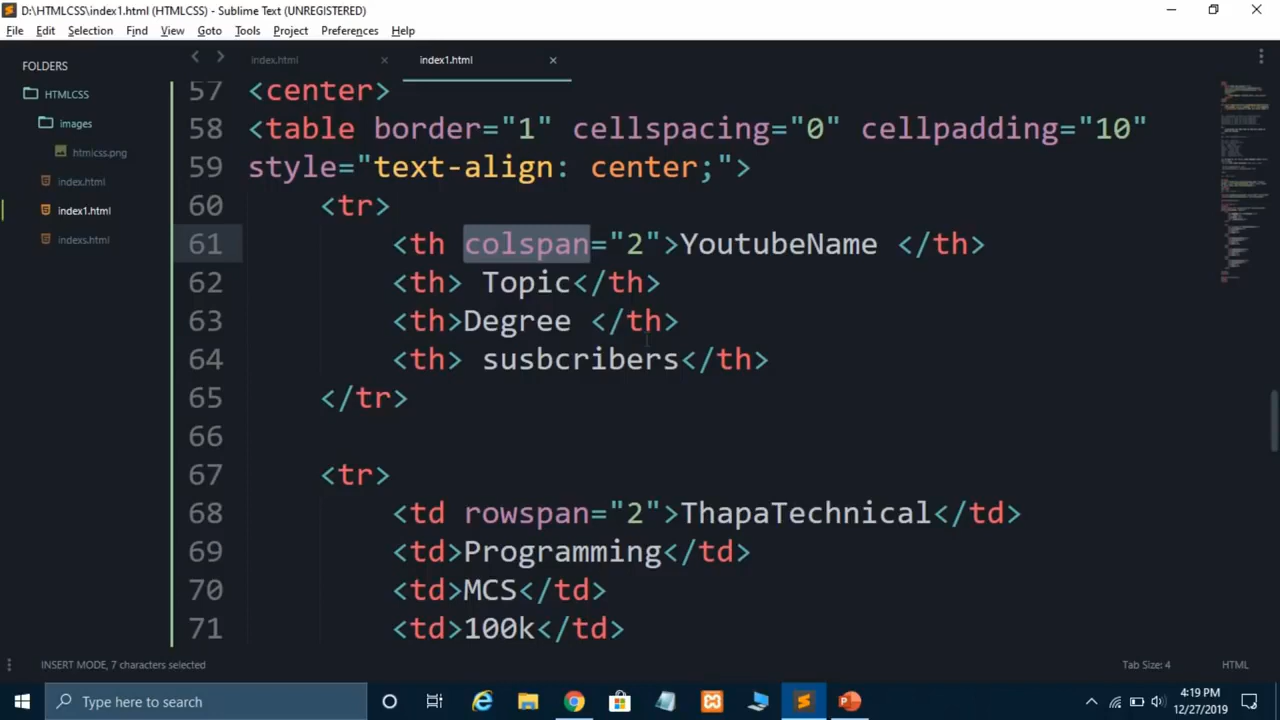 D:\HTMLCSS\index1.html (HTMLCSS) - Sublime Text (UNREGISTERED)
File Edit Selection Find View Goto Tools Project Preferences Help
FOLDERS
HTMLCSS
images
htmlcss.png
index.html
index1.html
indexs.html
index.html × index1.html ×
57 <center>
58 <table border="1" cellspacing="0" cellpadding="10"
59 style="text-align: center;">
60 <tr>
61 <th colspan="2">YoutubeName </th>
62 <th> Topic</th>
63 <th>Degree </th>
64 <th> susbcribers</th>
65 </tr>
66
67 <tr>
68 <td rowspan="2">ThapaTechnical</td>
69 <td>Programming</td>
70 <td>MCS</td>
71 <td>100k</td>
INSERT MODE, 7 characters selected Tab Size: 4 HTML
Type here to search
4:19 PM
12/27/2019